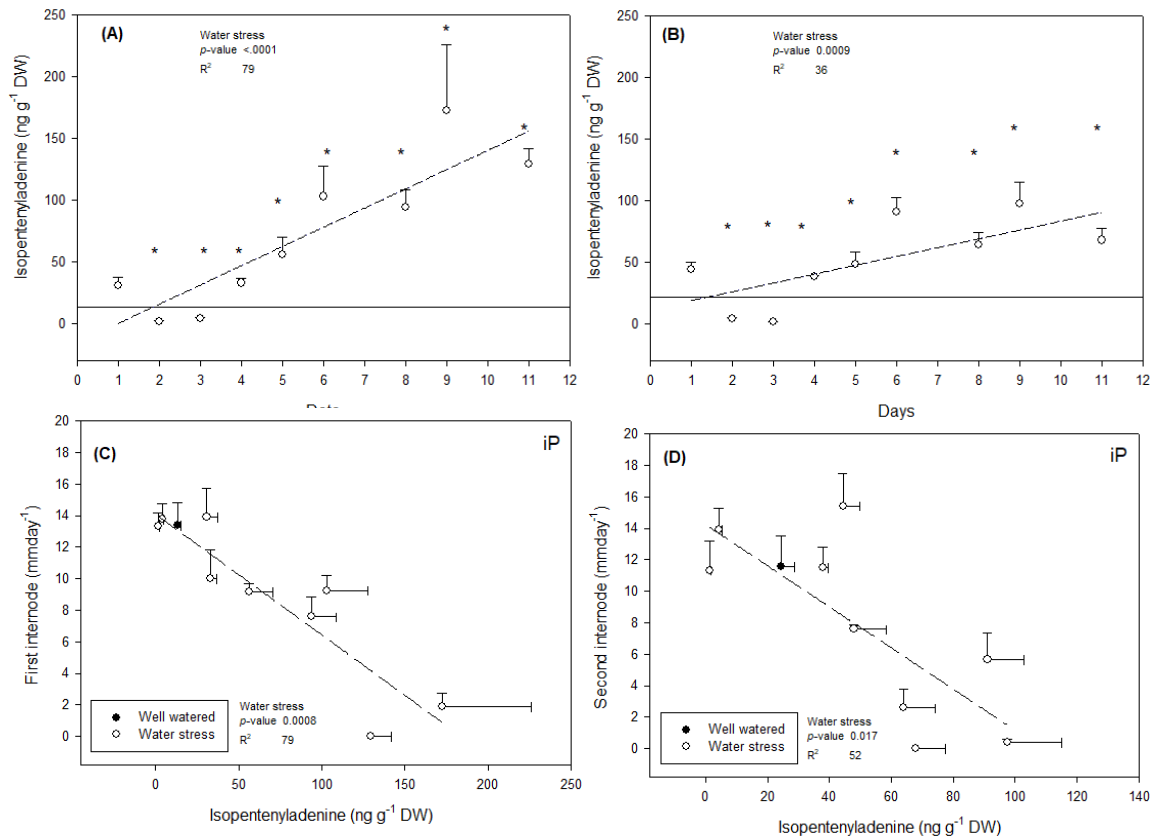 (A)
Water stress
p-value <.0001
R² 79
*
*
*
*
*
*
*
*
250
200
150
100
50
0
Isopentenyladenine (ng g⁻¹ DW)
0 1 2 3 4 5 6 7 8 9 10 11 12
(B)
Water stress
p-value 0.0009
R² 36
*
*
*
*
*
*
*
*
250
200
150
100
50
0
Isopentenyladenine (ng g⁻¹ DW)
0 1 2 3 4 5 6 7 8 9 10 11 12
Days
(C)
iP
20
18
16
14
12
10
8
6
4
2
0
First internode (mmday⁻¹)
Well watered
Water stress
Water stress
p-value 0.0008
R² 79
0 50 100 150 200 250
Isopentenyladenine (ng g⁻¹ DW)
(D)
iP
20
18
16
14
12
10
8
6
4
2
0
Second internode (mmday⁻¹)
Well watered
Water stress
Water stress
p-value 0.017
R² 52
0 20 40 60 80 100 120 140
Isopentenyladenine (ng g⁻¹ DW)